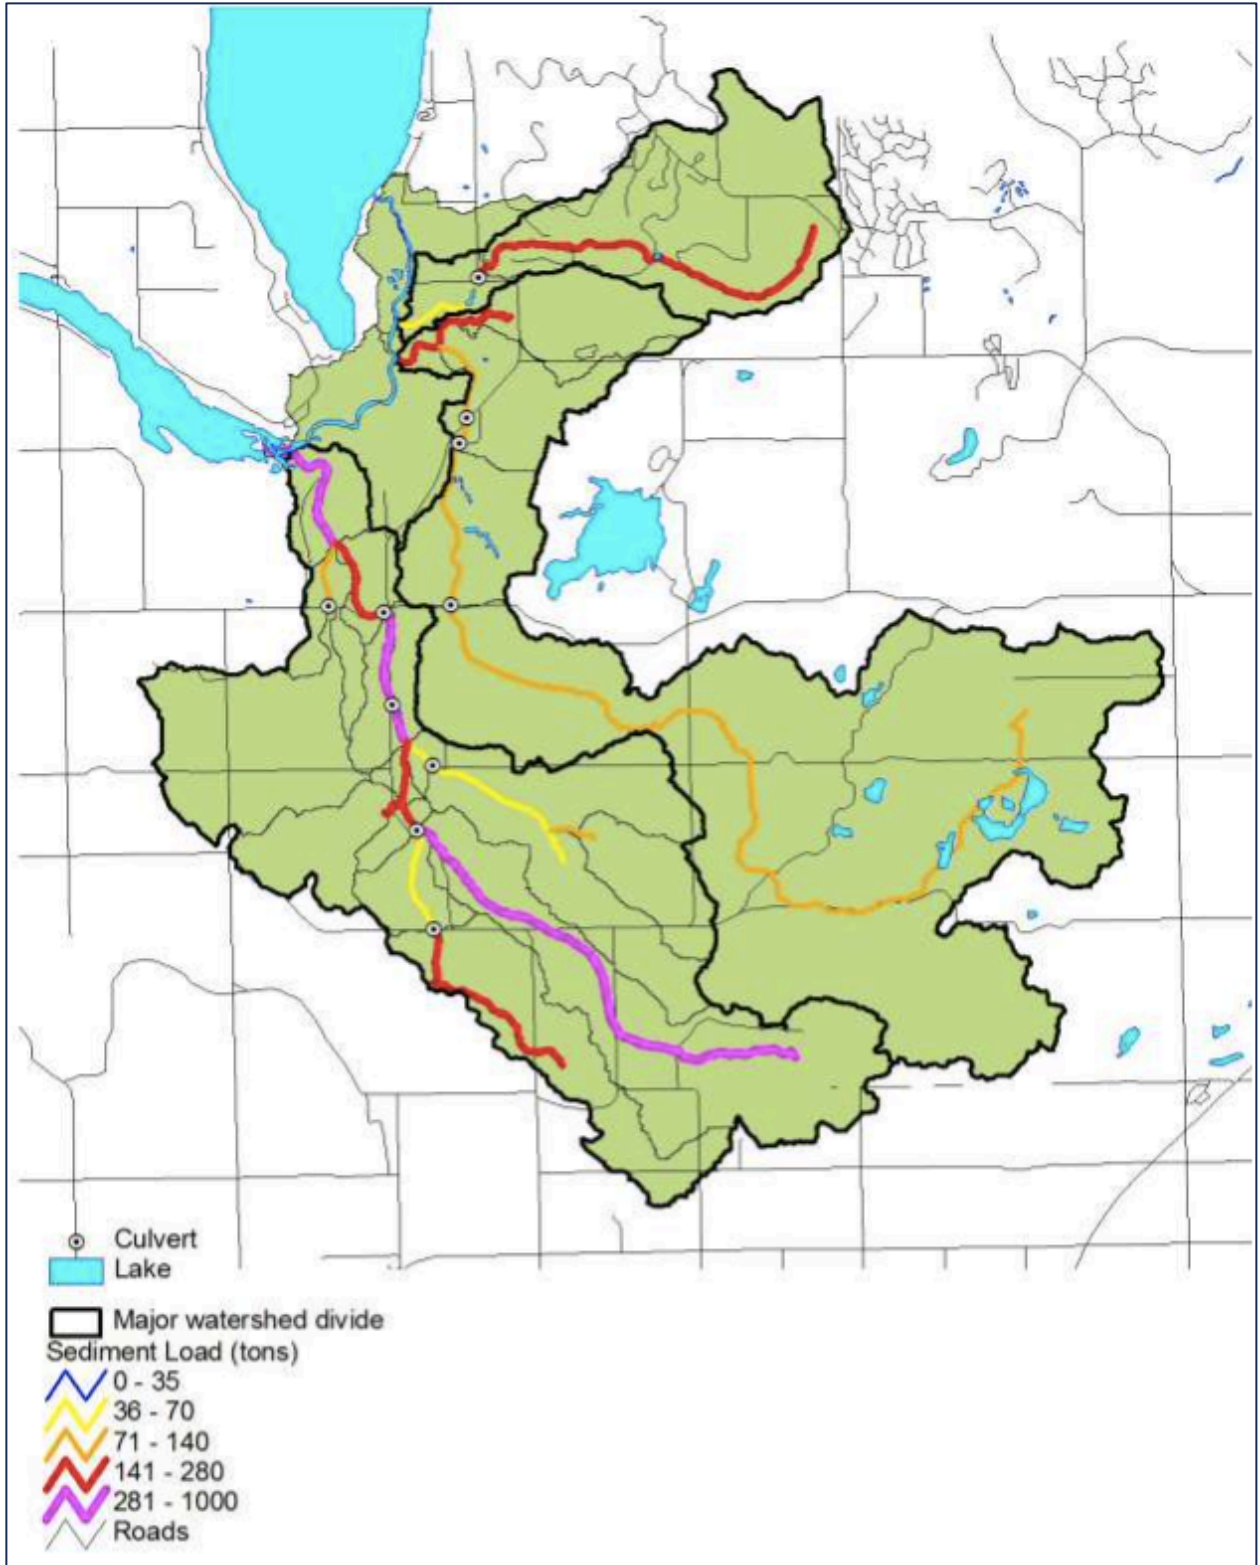 Culvert
Lake
Major watershed divide
Sediment Load (tons)
0 - 35
36 - 70
71 - 140
141 - 280
281 - 1000
Roads